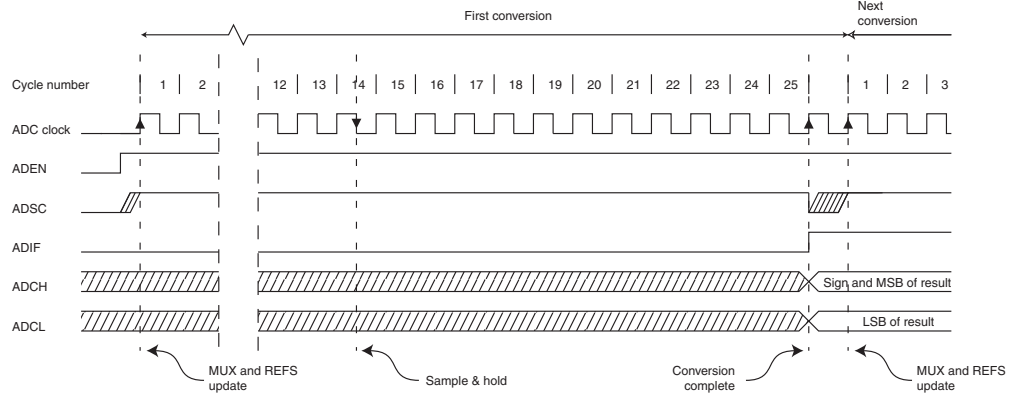 First conversion
Next
conversion
Cycle number 1 2 12 13 14 15 16 17 18 19 20 21 22 23 24 25 1 2 3
ADC clock
ADEN
ADSC
ADIF
ADCH Sign and MSB of result
ADCL LSB of result
MUX and REFS
update
Sample & hold
Conversion
complete
MUX and REFS
update